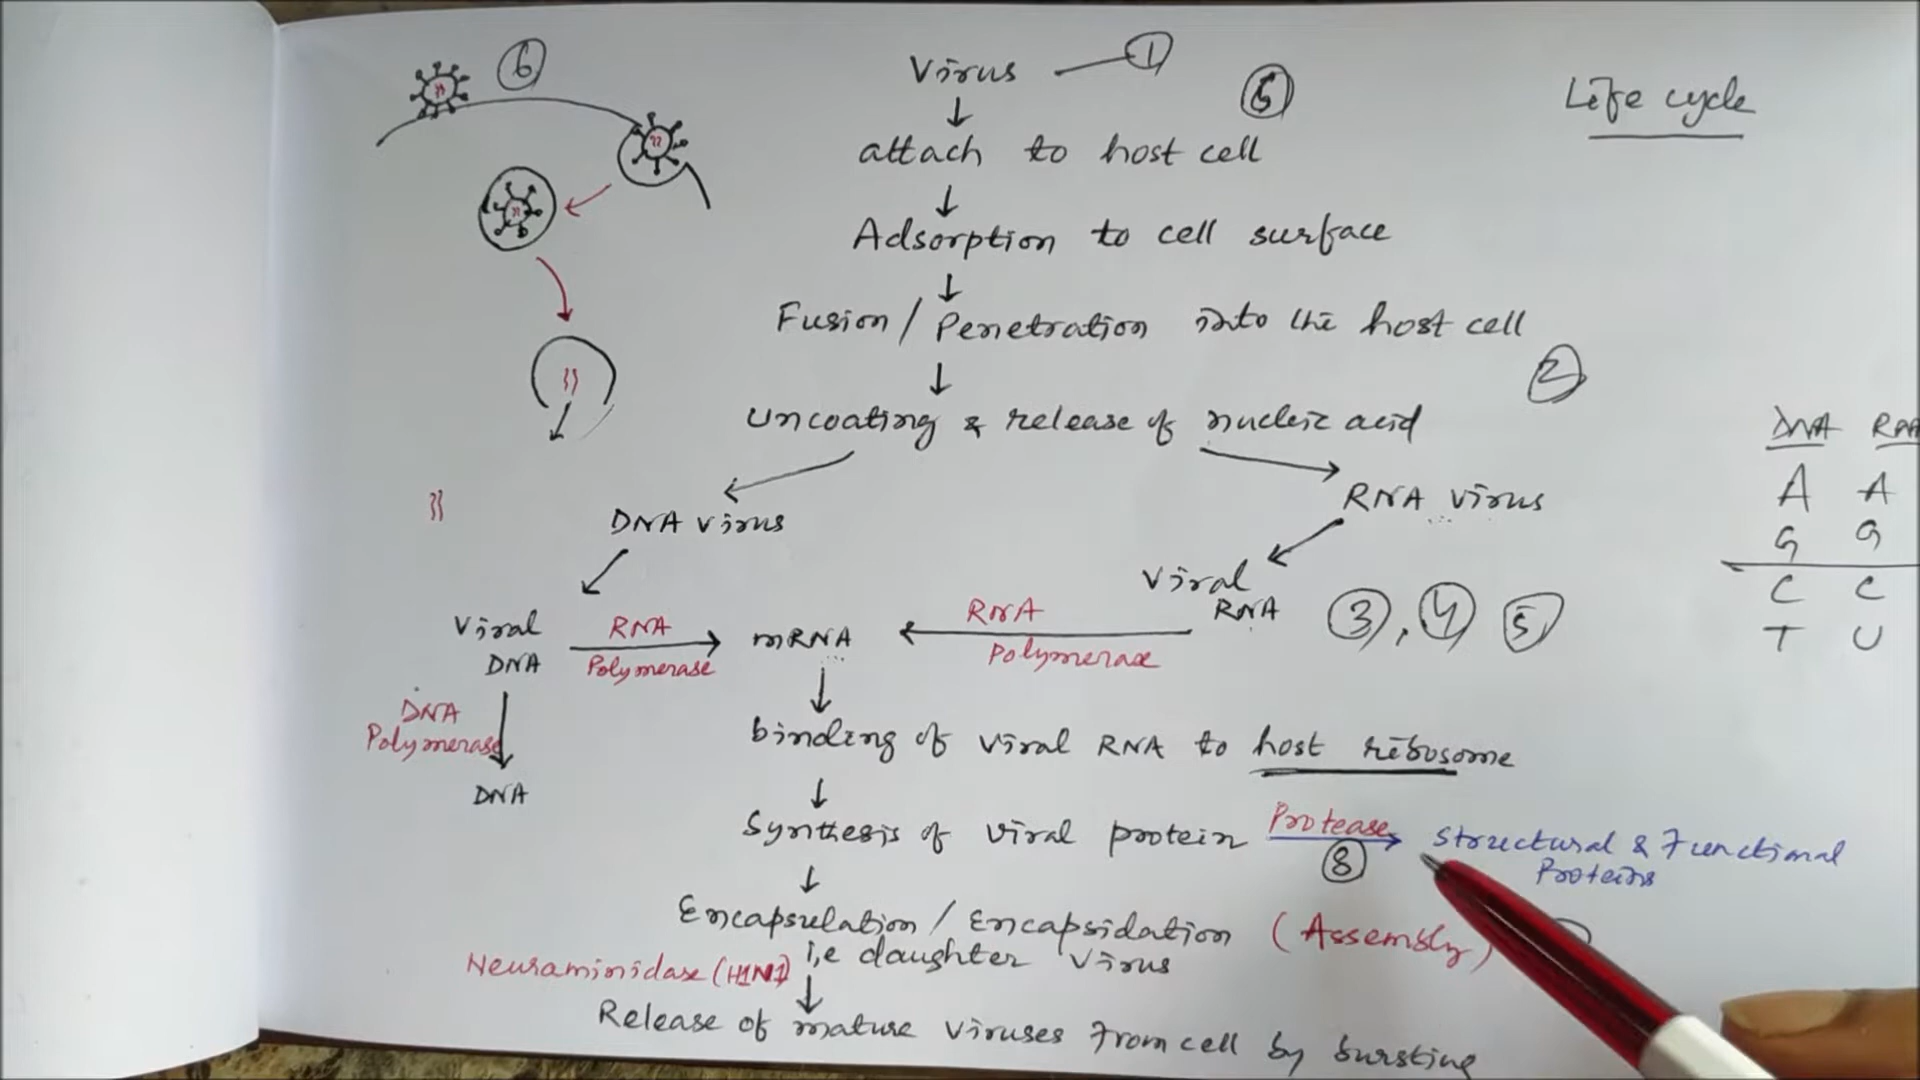 6
Virus
1
6
Life cycle
attach to host cell
Adsorption to cell surface
Fusion / Penetration into the host cell
2
Uncoating & release of nucleic acid
DNA virus
RNA virus
Viral
DNA
RNA
Polymerase
mRNA
RNA
Polymerase
Viral
RNA
3, 4 5
DNA
Polymerase
DNA
binding of viral RNA to host ribosome
Synthesis of viral protein
Protease
8
Structural & Functional
Proteins
Encapsulation / Encapsidation (Assembly)
i,e daughter virus
Neuraminidase (H1N1)
Release of mature viruses from cell by bursting
DNA
A A
G G
C C
T U